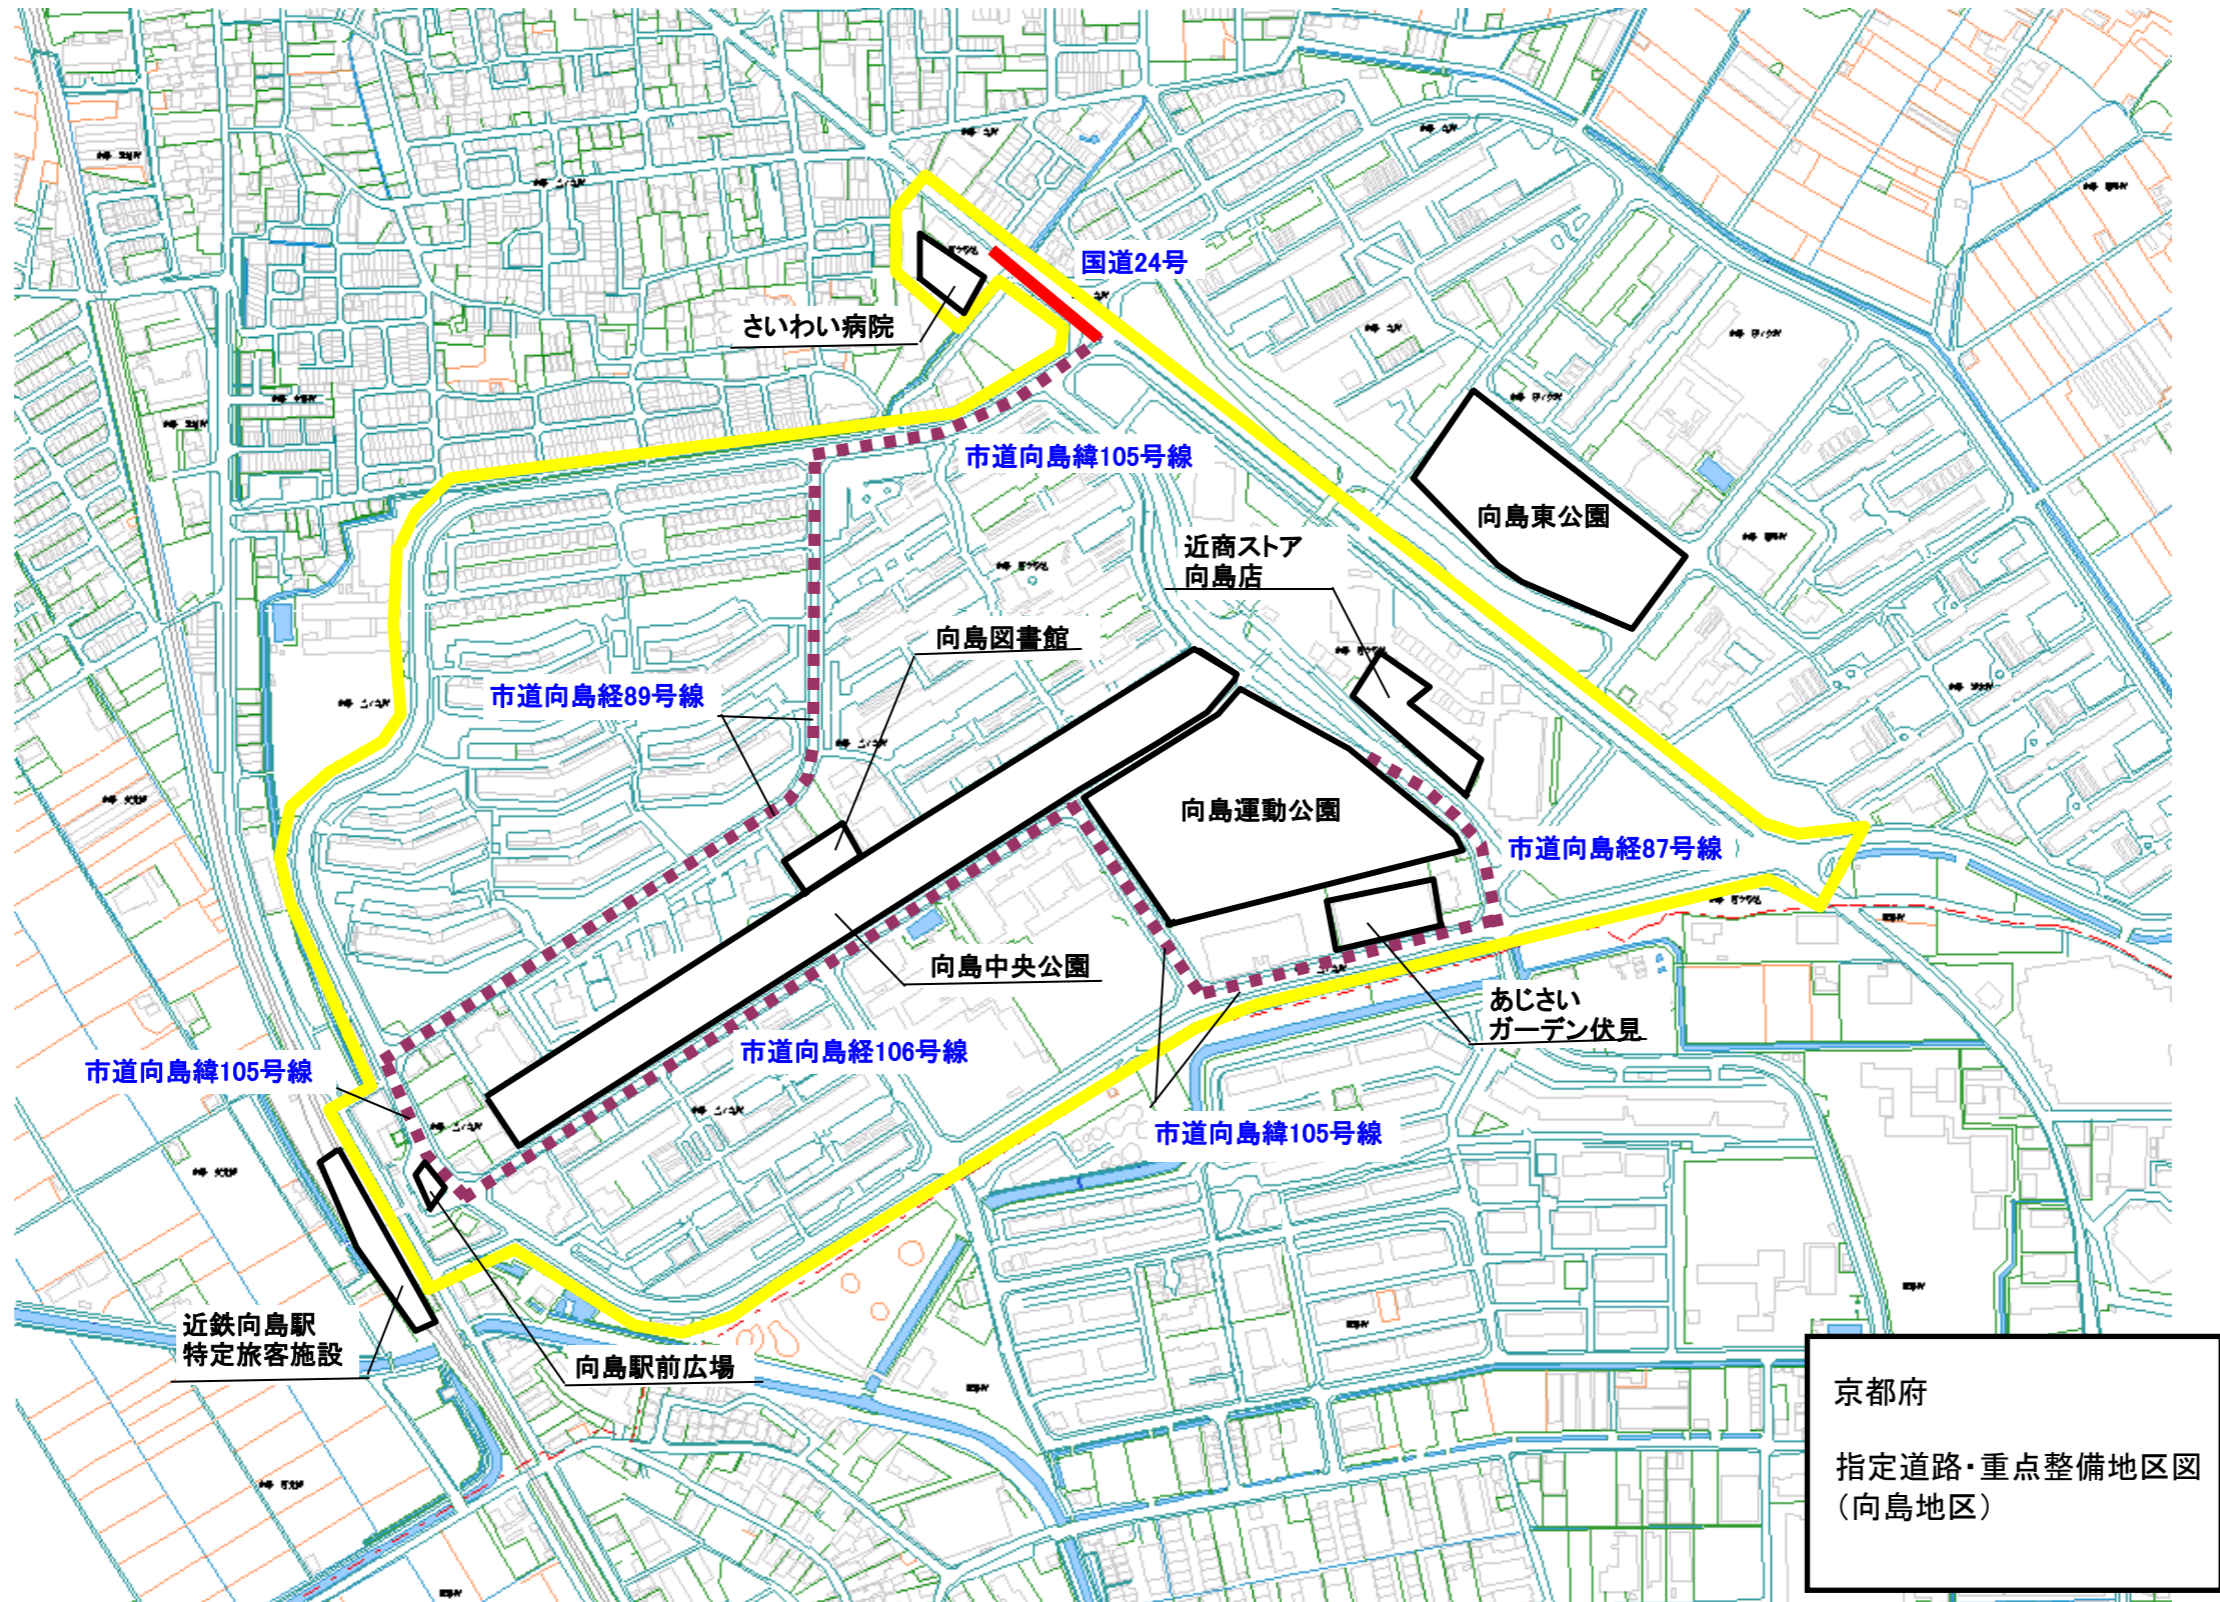 国道24号
さいわい病院
市道向島緯105号線
向島東公園
近商ストア
向島店
向島図書館
市道向島経89号線
向島運動公園
市道向島経87号線
向島中央公園
あじさい
ガーデン伏見
市道向島経106号線
市道向島緯105号線
市道向島緯105号線
近鉄向島駅
特定旅客施設
向島駅前広場
京都府
指定道路・重点整備地区図
（向島地区）